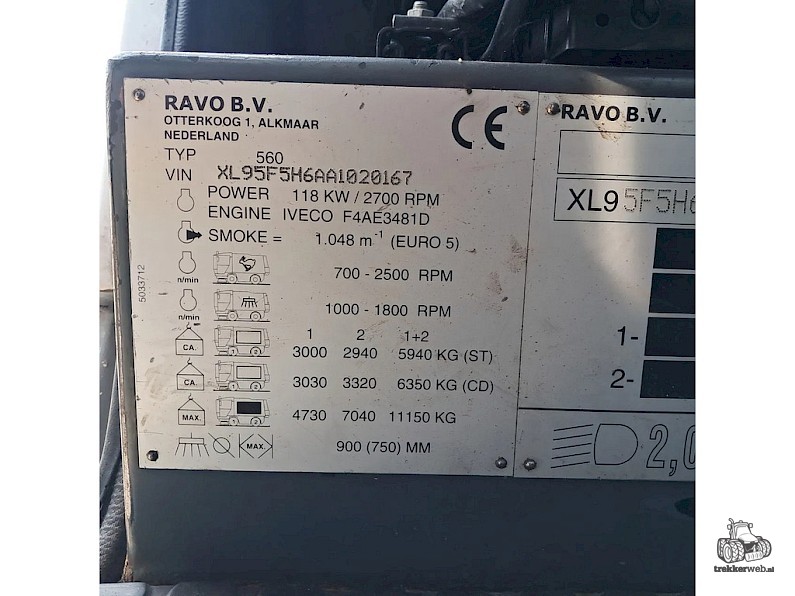 RAVO B.V.
OTTERKOOG 1, ALKMAAR
NEDERLAND
CE
TYP 560
VIN XL95F5H6AA1020167
POWER 118 KW / 2700 RPM
ENGINE IVECO F4AE3481D
SMOKE = 1.048 m⁻¹ (EURO 5)
n/min 700 - 2500 RPM
n/min 1000 - 1800 RPM
1 2 1+2
CA. 3000 2940 5940 KG (ST)
CA. 3030 3320 6350 KG (CD)
MAX. 4730 7040 11150 KG
MAX. 900 (750) MM
5033712
RAVO B.V.
XL95F5H6
1-
2-
2,0
trekkerweb.nl